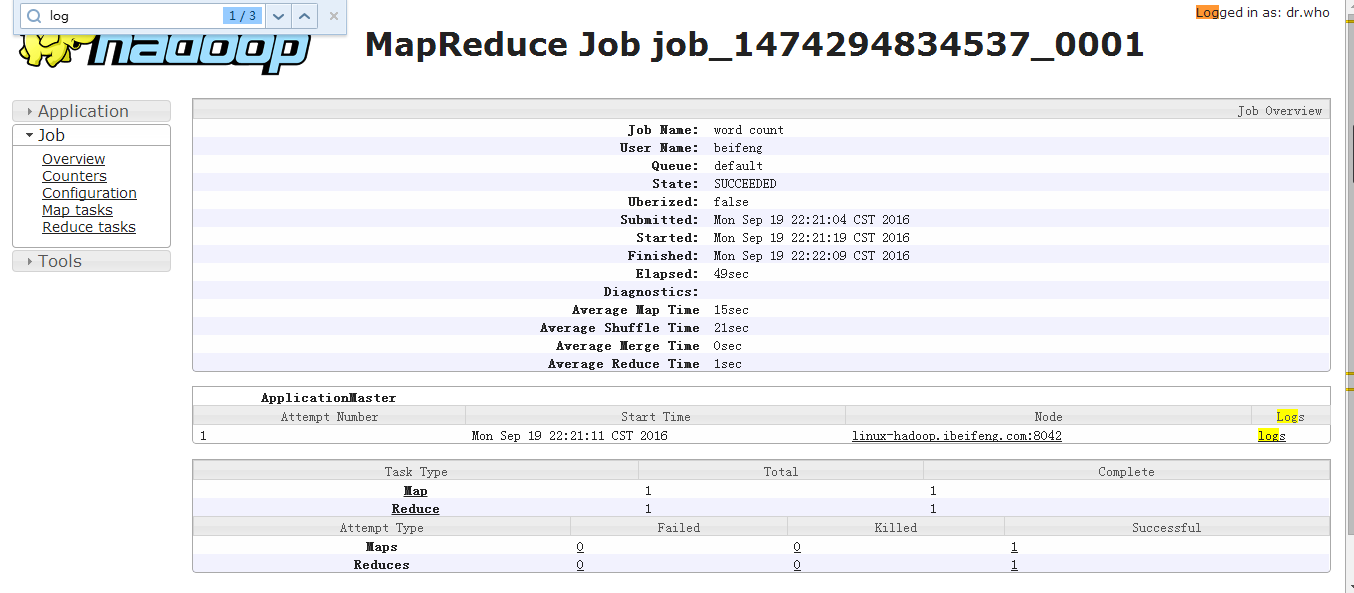 log 1 / 3
Logged in as: dr.who
hadoop
MapReduce Job job_1474294834537_0001
Application
Job
Overview
Counters
Configuration
Map tasks
Reduce tasks
Tools
Job Overview
Job Name: word count
User Name: beifeng
Queue: default
State: SUCCEEDED
Uberized: false
Submitted: Mon Sep 19 22:21:04 CST 2016
Started: Mon Sep 19 22:21:19 CST 2016
Finished: Mon Sep 19 22:22:09 CST 2016
Elapsed: 49sec
Diagnostics:
Average Map Time 15sec
Average Shuffle Time 21sec
Average Merge Time 0sec
Average Reduce Time 1sec
ApplicationMaster
Attempt Number Start Time Node Logs
1 Mon Sep 19 22:21:11 CST 2016 linux-hadoop.ibeifeng.com:8042 logs
Task Type Total Complete
Map 1 1
Reduce 1 1
Attempt Type Failed Killed Successful
Maps 0 0 1
Reduces 0 0 1